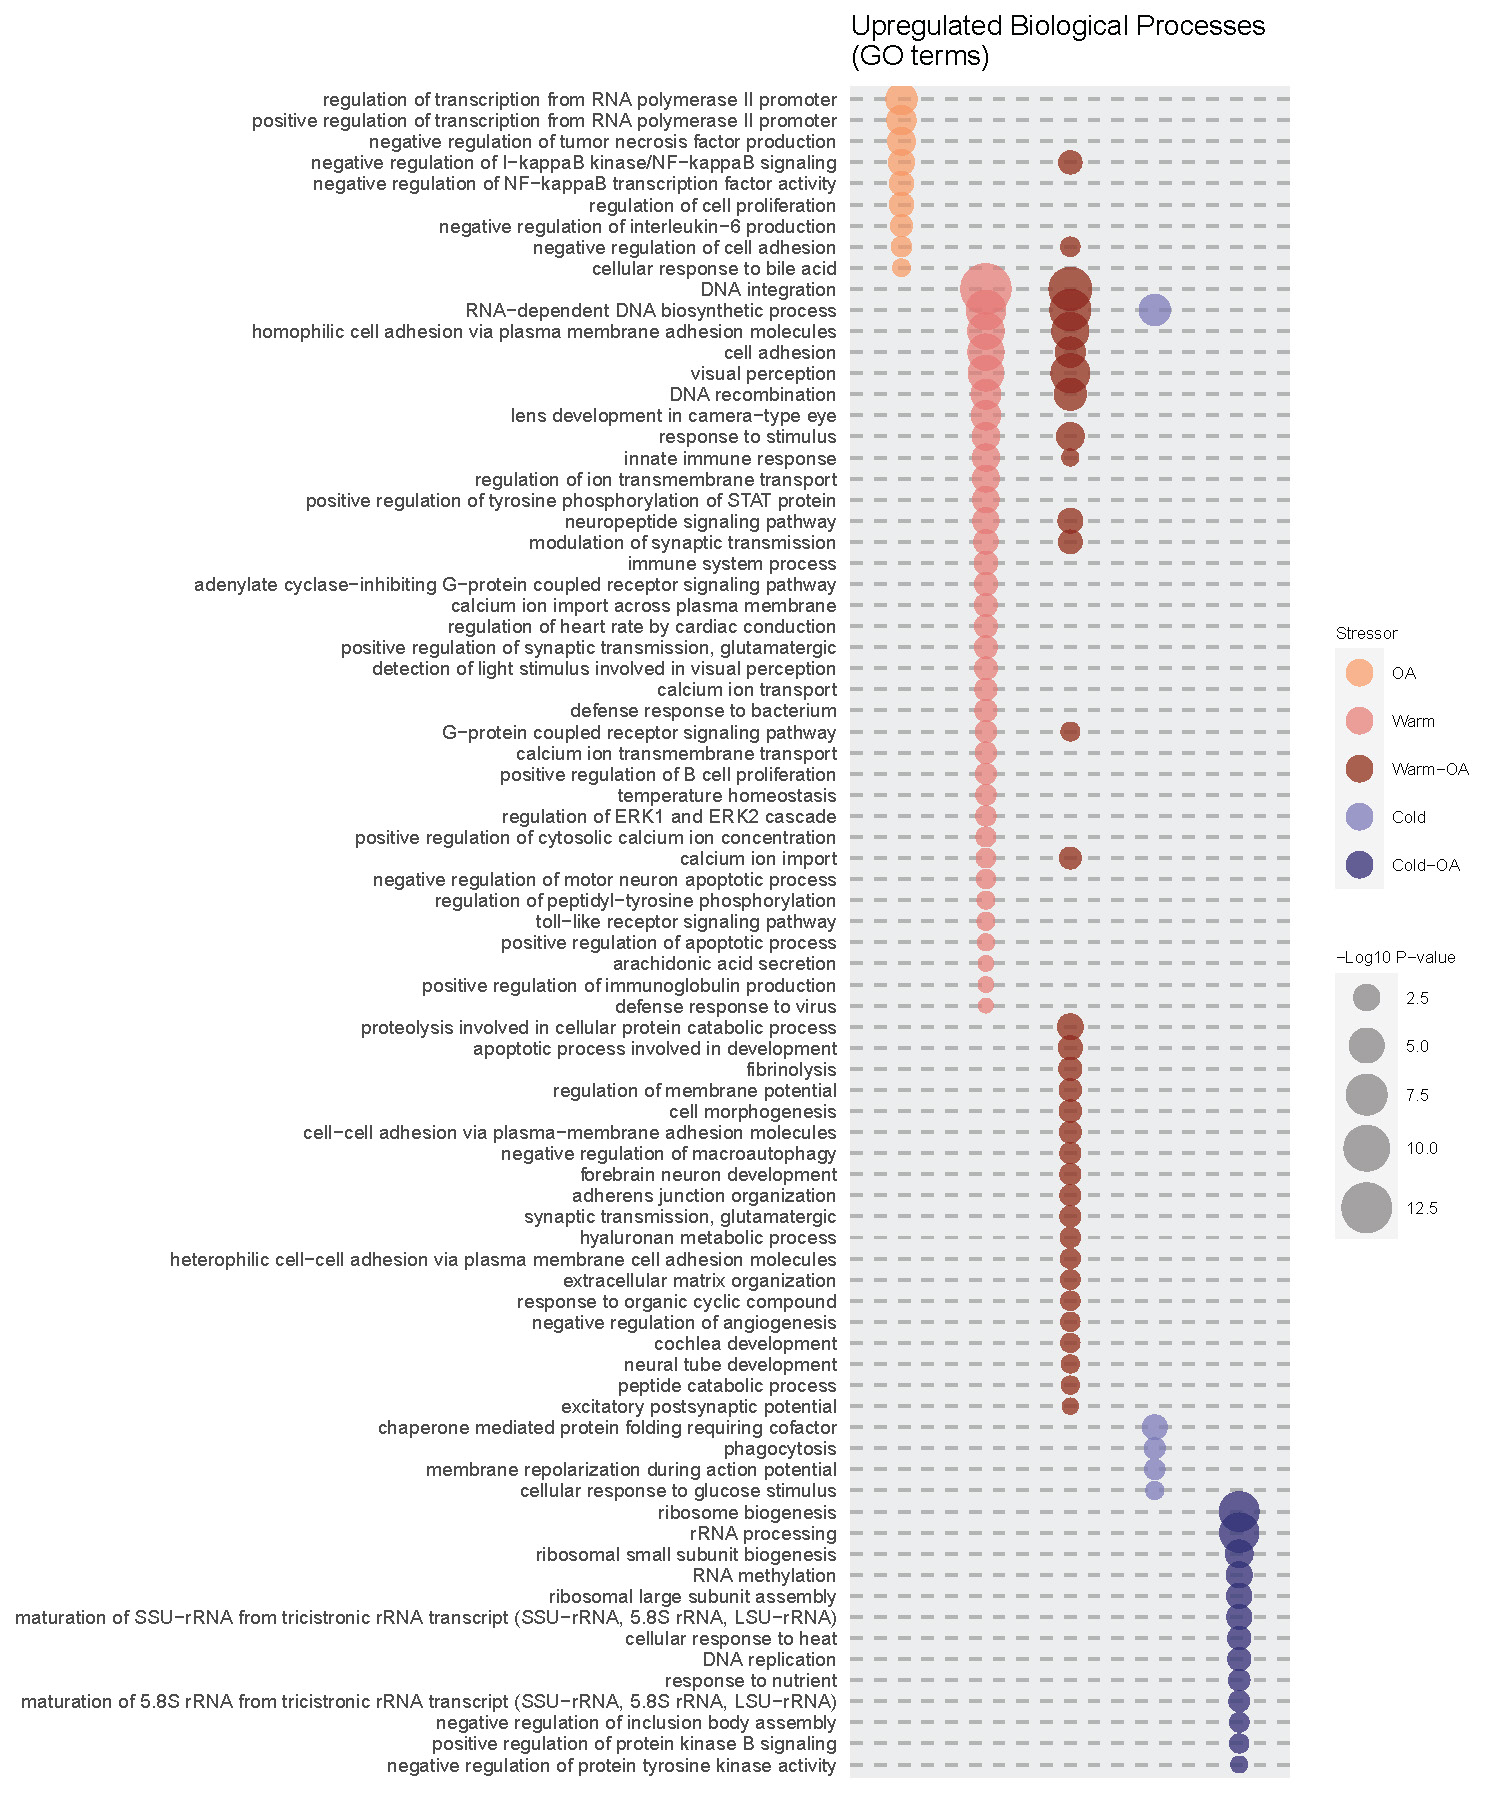 Upregulated Biological Processes
(GO terms)
regulation of transcription from RNA polymerase II promoter
positive regulation of transcription from RNA polymerase II promoter
negative regulation of tumor necrosis factor production
negative regulation of I−kappaB kinase/NF−kappaB signaling
negative regulation of NF−kappaB transcription factor activity
regulation of cell proliferation
negative regulation of interleukin−6 production
negative regulation of cell adhesion
cellular response to bile acid
DNA integration
RNA−dependent DNA biosynthetic process
homophilic cell adhesion via plasma membrane adhesion molecules
cell adhesion
visual perception
DNA recombination
lens development in camera−type eye
response to stimulus
innate immune response
regulation of ion transmembrane transport
positive regulation of tyrosine phosphorylation of STAT protein
neuropeptide signaling pathway
modulation of synaptic transmission
immune system process
adenylate cyclase−inhibiting G−protein coupled receptor signaling pathway
calcium ion import across plasma membrane
regulation of heart rate by cardiac conduction
positive regulation of synaptic transmission, glutamatergic
detection of light stimulus involved in visual perception
calcium ion transport
defense response to bacterium
G−protein coupled receptor signaling pathway
calcium ion transmembrane transport
positive regulation of B cell proliferation
temperature homeostasis
regulation of ERK1 and ERK2 cascade
positive regulation of cytosolic calcium ion concentration
calcium ion import
negative regulation of motor neuron apoptotic process
regulation of peptidyl−tyrosine phosphorylation
toll−like receptor signaling pathway
positive regulation of apoptotic process
arachidonic acid secretion
positive regulation of immunoglobulin production
defense response to virus
proteolysis involved in cellular protein catabolic process
apoptotic process involved in development
fibrinolysis
regulation of membrane potential
cell morphogenesis
cell−cell adhesion via plasma−membrane adhesion molecules
negative regulation of macroautophagy
forebrain neuron development
adherens junction organization
synaptic transmission, glutamatergic
hyaluronan metabolic process
heterophilic cell−cell adhesion via plasma membrane cell adhesion molecules
extracellular matrix organization
response to organic cyclic compound
negative regulation of angiogenesis
cochlea development
neural tube development
peptide catabolic process
excitatory postsynaptic potential
chaperone mediated protein folding requiring cofactor
phagocytosis
membrane repolarization during action potential
cellular response to glucose stimulus
ribosome biogenesis
rRNA processing
ribosomal small subunit biogenesis
RNA methylation
ribosomal large subunit assembly
maturation of SSU−rRNA from tricistronic rRNA transcript (SSU−rRNA, 5.8S rRNA, LSU−rRNA)
cellular response to heat
DNA replication
response to nutrient
maturation of 5.8S rRNA from tricistronic rRNA transcript (SSU−rRNA, 5.8S rRNA, LSU−rRNA)
negative regulation of inclusion body assembly
positive regulation of protein kinase B signaling
negative regulation of protein tyrosine kinase activity
Stressor
OA
Warm
Warm−OA
Cold
Cold−OA
−Log10 P−value
2.5
5.0
7.5
10.0
12.5